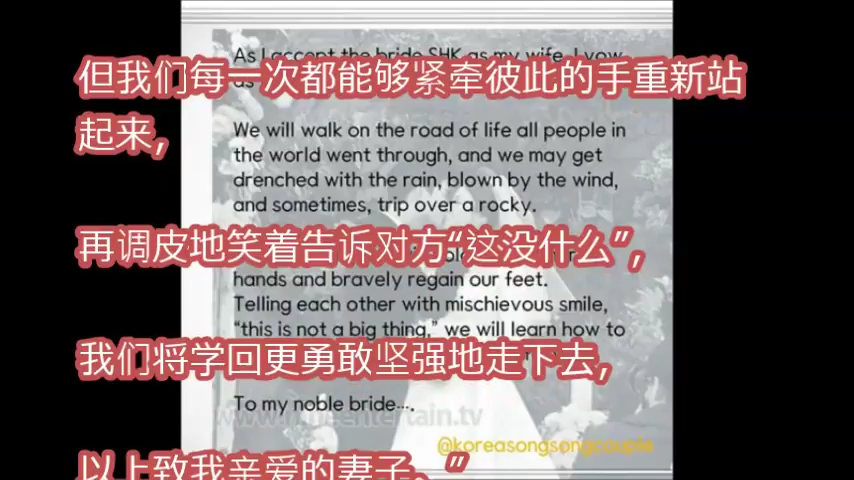 As I accept the bride SHK as my wife, I vow
但我们每一次都能够紧牵彼此的手重新站
起来，
We will walk on the road of life all people in
the world went through, and we may get
drenched with the rain, blown by the wind,
and sometimes, trip over a rocky.
再调皮地笑着告诉对方“这没什么”，
hands and bravely regain our feet.
Telling each other with mischievous smile,
“this is not a big thing,” we will learn how to
我们将学回更勇敢坚强地走下去，
To my noble bride….
@koreasongsongcouple
以上致我亲爱的妻子。”